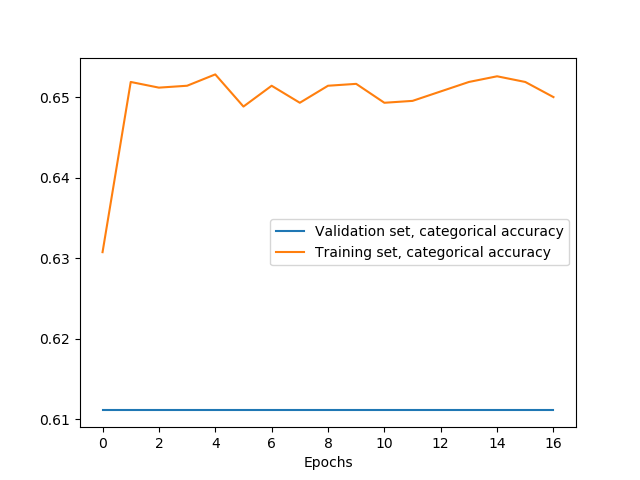 0.65
0.64
0.63
0.62
0.61
Validation set, categorical accuracy
Training set, categorical accuracy
0 2 4 6 8 10 12 14 16
Epochs